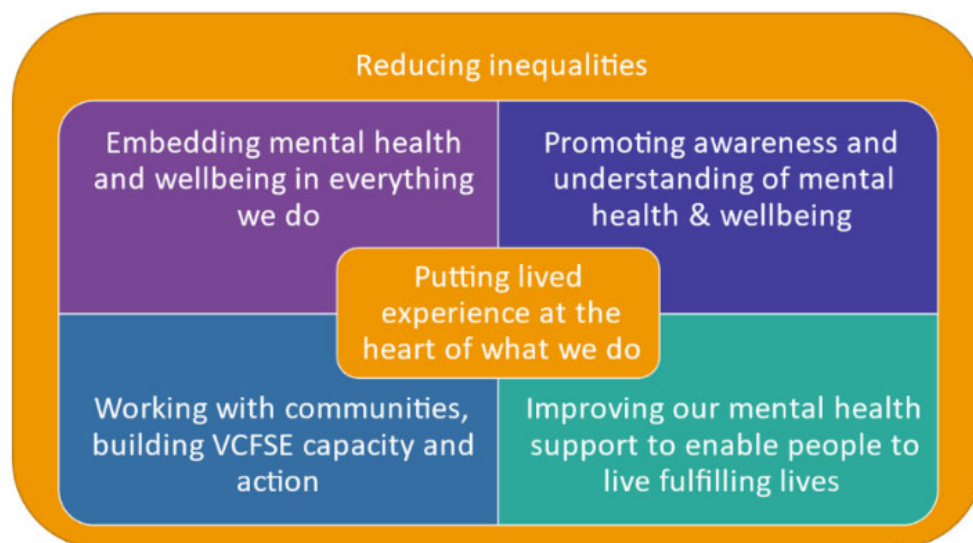 Reducing inequalities
Embedding mental health
and wellbeing in everything
we do
Promoting awareness and
understanding of mental
health & wellbeing
Putting lived
experience at the
heart of what we do
Working with communities,
building VCFSE capacity and
action
Improving our mental health
support to enable people to
live fulfilling lives